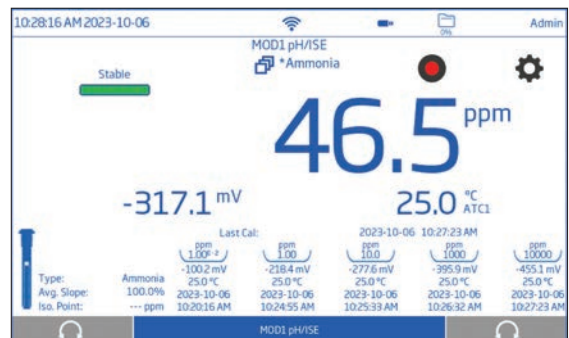 10:28:16 AM 2023-10-06 0% Admin
MOD1 pH/ISE
*Ammonia
Stable
46.5 ppm
-317.1 mV 25.0 °C ATC1
Last Cal: 2023-10-06 10:27:23 AM
ppm ppm ppm ppm ppm
1.00E-2 1.00 10.0 1000 10000
-100.2 mV -218.4 mV -277.6 mV -395.9 mV -455.1 mV
Type: Ammonia 25.0 °C 25.0 °C 25.0 °C 25.0 °C 25.0 °C
Avg. Slope: 100.0% 2023-10-06 2023-10-06 2023-10-06 2023-10-06 2023-10-06
Iso. Point: --- ppm 10:20:16 AM 10:24:55 AM 10:25:33 AM 10:26:32 AM 10:27:23 AM
MOD1 pH/ISE